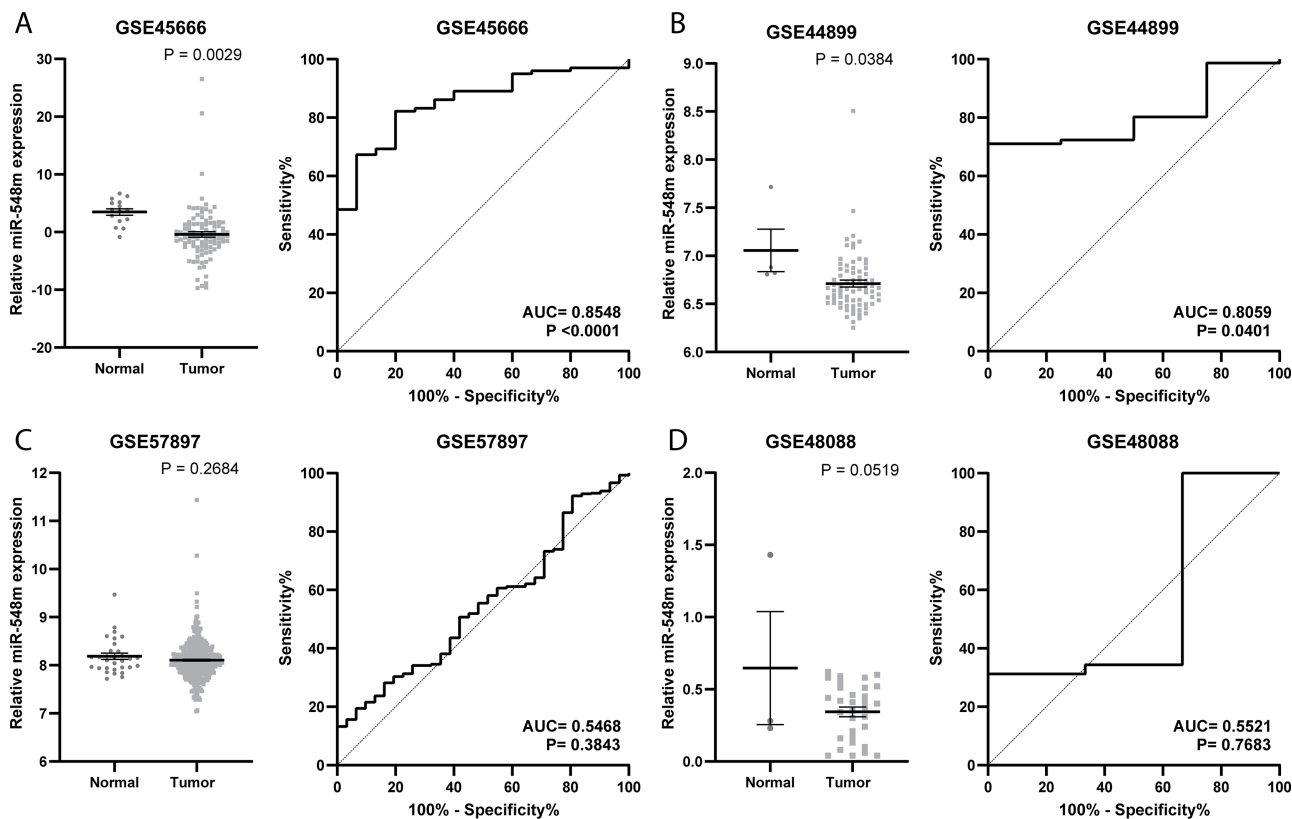 A
GSE45666
P = 0.0029
Relative miR-548m expression
30
20
10
0
-10
-20
Normal
Tumor
GSE45666
Sensitivity%
100
80
60
40
20
0
AUC= 0.8548
P <0.0001
0
20
40
60
80
100
100% - Specificity%
B
GSE44899
P = 0.0384
Relative miR-548m expression
9.0
8.5
8.0
7.5
7.0
6.5
6.0
Normal
Tumor
GSE44899
Sensitivity%
100
80
60
40
20
0
AUC= 0.8059
P= 0.0401
0
20
40
60
80
100
100% - Specificity%
C
GSE57897
P = 0.2684
Relative miR-548m expression
12
11
10
9
8
7
6
Normal
Tumor
GSE57897
Sensitivity%
100
80
60
40
20
0
AUC= 0.5468
P= 0.3843
0
20
40
60
80
100
100% - Specificity%
D
GSE48088
P = 0.0519
Relative miR-548m expression
2.0
1.5
1.0
0.5
0.0
Normal
Tumor
GSE48088
Sensitivity%
100
80
60
40
20
0
AUC= 0.5521
P= 0.7683
0
20
40
60
80
100
100% - Specificity%